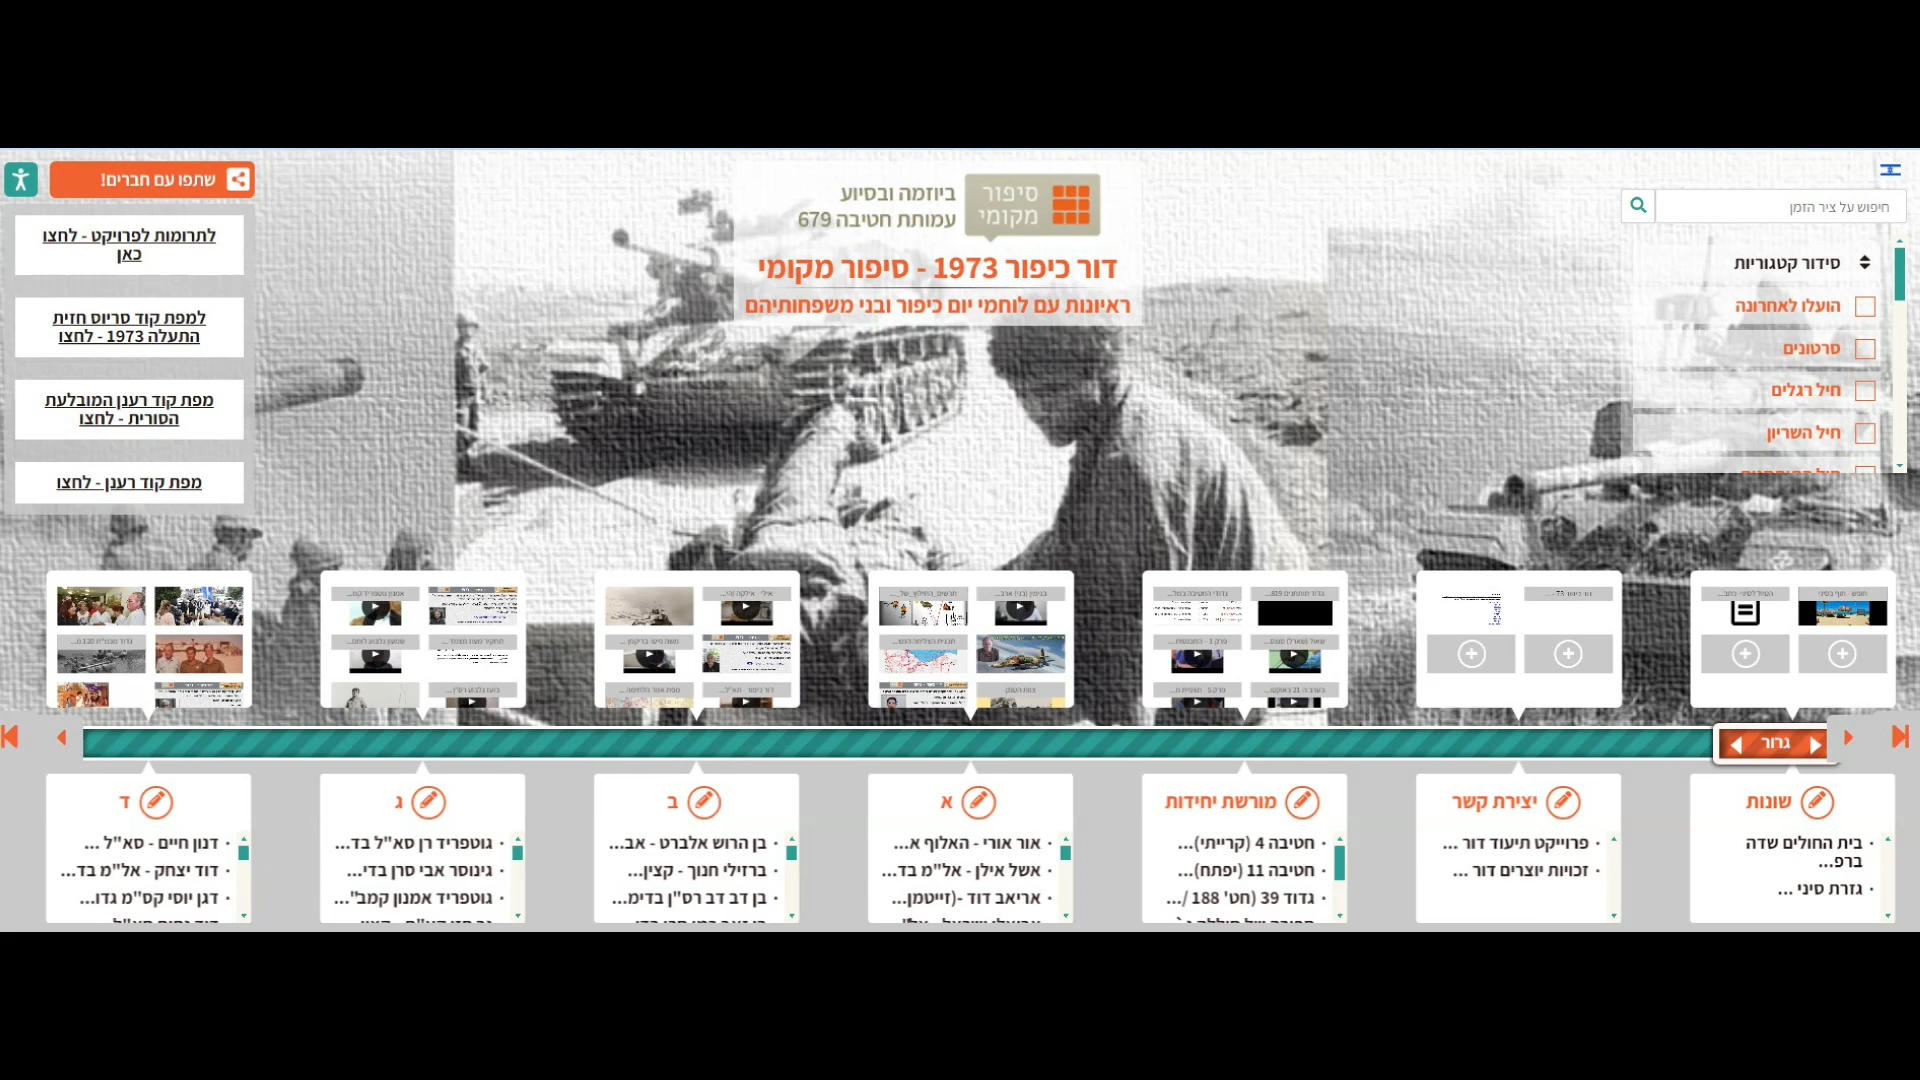 שתפו עם חברים!
לתרומות לפרויקט - לחצו
כאן
למפת קוד סריוס חזית
התעלה 1973 - לחצו
מפת קוד רענן המובלעת
הסורית - לחצו
מפת קוד רענן - לחצו
סיפור
מקומי
ביוזמה ובסיוע
עמותת חטיבה 679
דור כיפור 1973 - סיפור מקומי
ראיונות עם לוחמי יום כיפור ובני משפחותיהם
חיפוש על ציר הזמן
סידור קטגוריות
הועלו לאחרונה
סרטונים
חיל רגלים
חיל השריון
גרור
שונות
בית החולים שדה
ברפ...
גזרת סיני ...
יצירת קשר
פרוייקט תיעוד דור ...
זכויות יוצרים דור ...
מורשת יחידות
חטיבה 4 (קרייתי)...
חטיבה 11 (יפתח)...
גדוד 39 (חט' 188 /...
א
אור אורי - האלוף א...
אשל אילן - אל"מ בד...
אריאב דוד -(זייטמן...
ב
בן הרוש אלברט - אב...
ברזילי חנוך - קצין...
בן דב דב רס"ן בדימ...
ג
גוטפריד רן סא"ל בד...
גינוסר אבי סרן בדי...
גוטפריד אמנון קמב"...
ד
דנון חיים - סא"ל ...
דוד יצחק - אל"מ בד...
דגן יוסי קס"מ גדו...